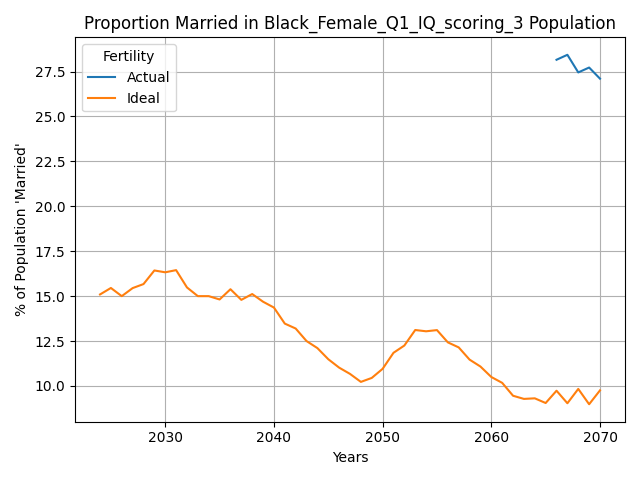 Proportion Married in Black_Female_Q1_IQ_scoring_3 Population
Fertility
Actual
Ideal
% of Population 'Married'
27.5
25.0
22.5
20.0
17.5
15.0
12.5
10.0
2030 2040 2050 2060 2070
Years